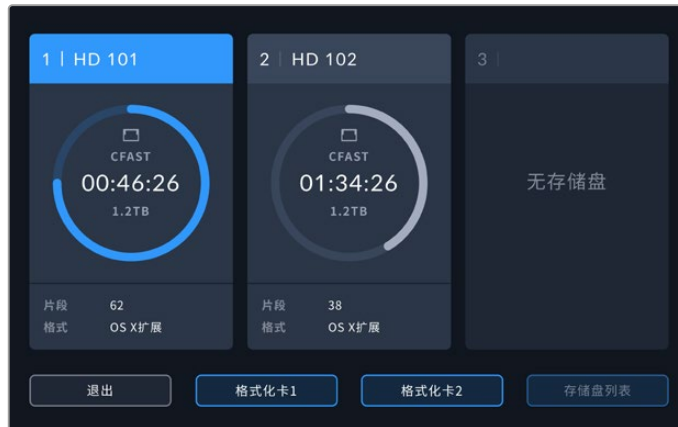 1 | HD 101
CFAST
00:46:26
1.2TB
片段 62
格式 OS X扩展
2 | HD 102
CFAST
01:34:26
1.2TB
片段 38
格式 OS X扩展
3 |
无存储盘
退出
格式化卡1
格式化卡2
存储盘列表